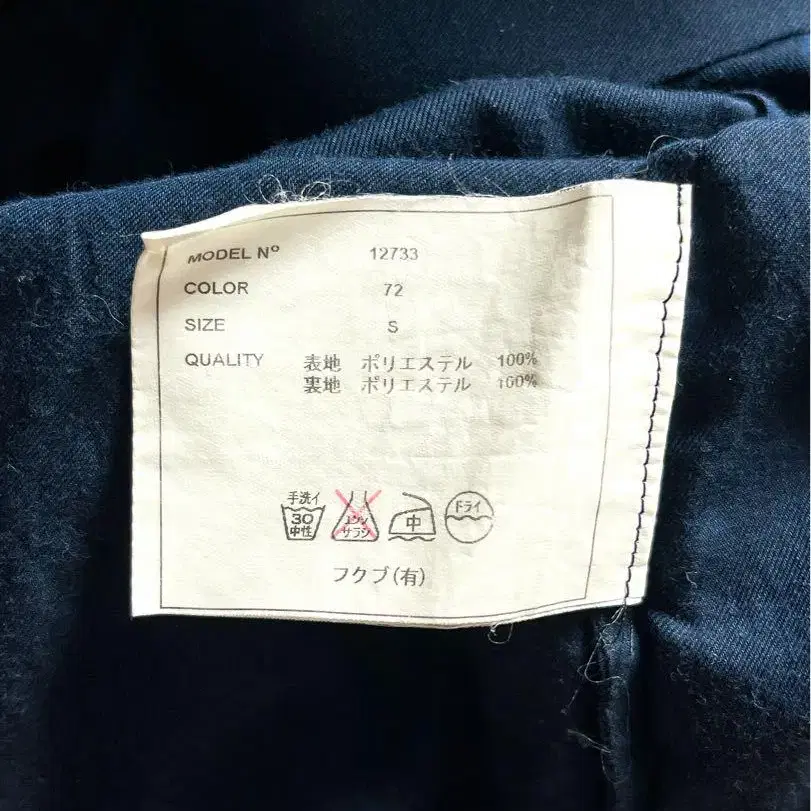 MODEL Nº 12733
COLOR 72
SIZE S
QUALITY 表地 ポリエステル 100%
裏地 ポリエステル 100%
手洗イ
30
中性
エンソ
サラシ
中
ドライ
フクブ(有)